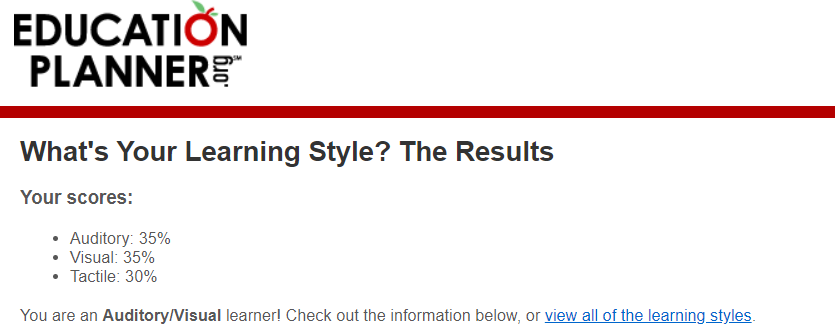 EDUCATION
PLANNER.org℠
What's Your Learning Style? The Results
Your scores:
• Auditory: 35%
• Visual: 35%
• Tactile: 30%
You are an Auditory/Visual learner! Check out the information below, or view all of the learning styles.